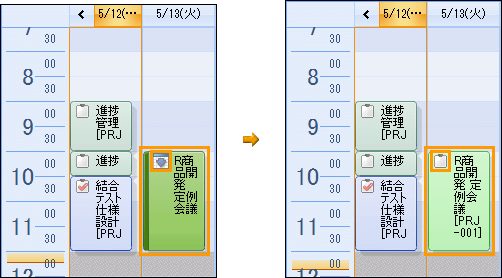 5/12(…
5/13(火)
7
30
8
00
30
9
00
30
10
00
30
11
00
30
12
00
進捗
管理
[PRJ
進捗
結合
テスト
仕様
設計
[PRJ
R商
品開
発 定
例会
議
5/12(…
5/13(火)
7
30
8
00
30
9
00
30
10
00
30
11
00
30
12
00
進捗
管理
[PRJ
進捗
結合
テスト
仕様
設計
[PRJ
R商
品開
発 定
例会
議
[PRJ
-001]